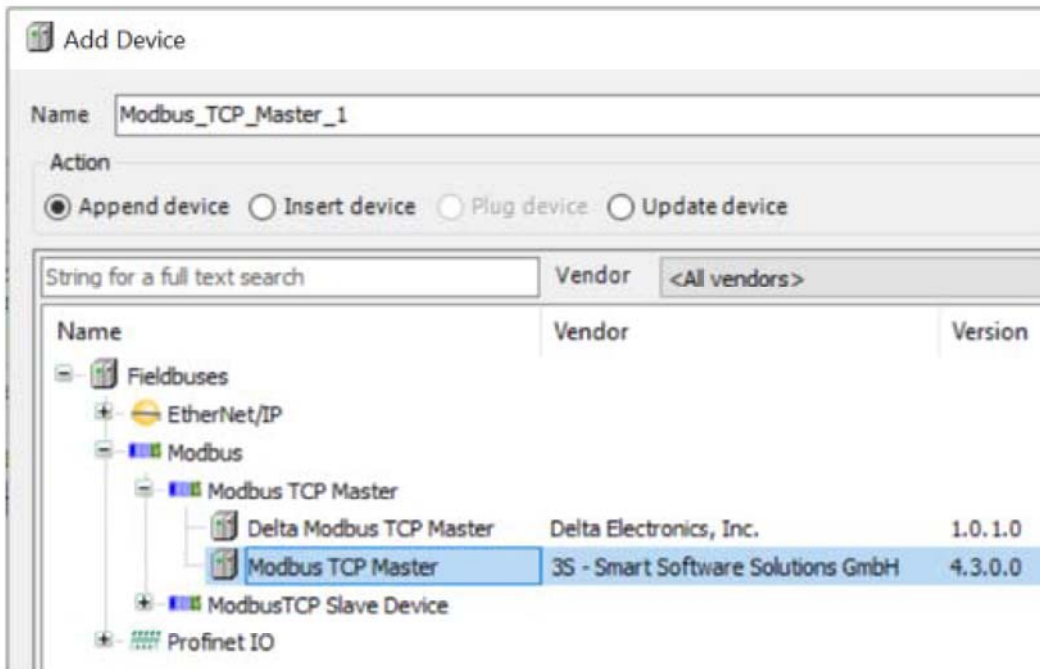 Add Device
Name Modbus_TCP_Master_1
Action
Append device Insert device Plug device Update device
String for a full text search Vendor <All vendors>
Name Vendor Version
Fieldbuses
EtherNet/IP
Modbus
Modbus TCP Master
Delta Modbus TCP Master Delta Electronics, Inc. 1.0.1.0
Modbus TCP Master 3S - Smart Software Solutions GmbH 4.3.0.0
ModbusTCP Slave Device
Profinet IO